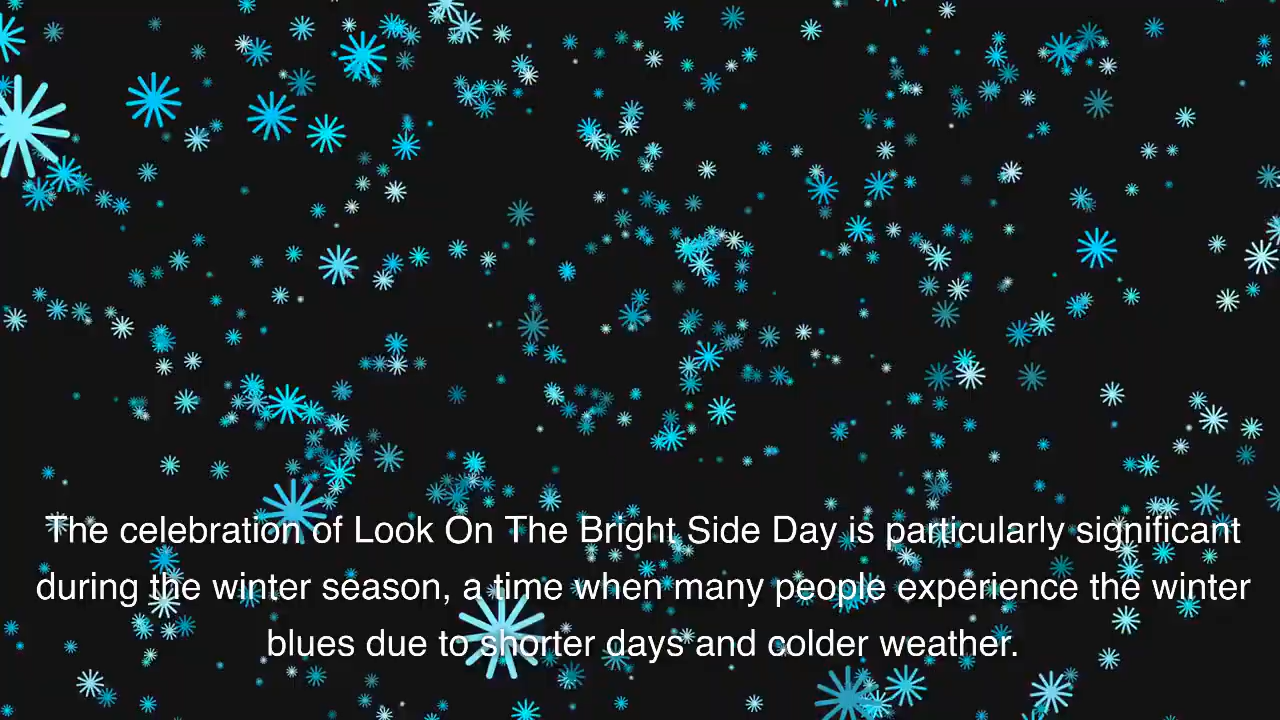 The celebration of Look On The Bright Side Day is particularly significant
during the winter season, a time when many people experience the winter
blues due to shorter days and colder weather.